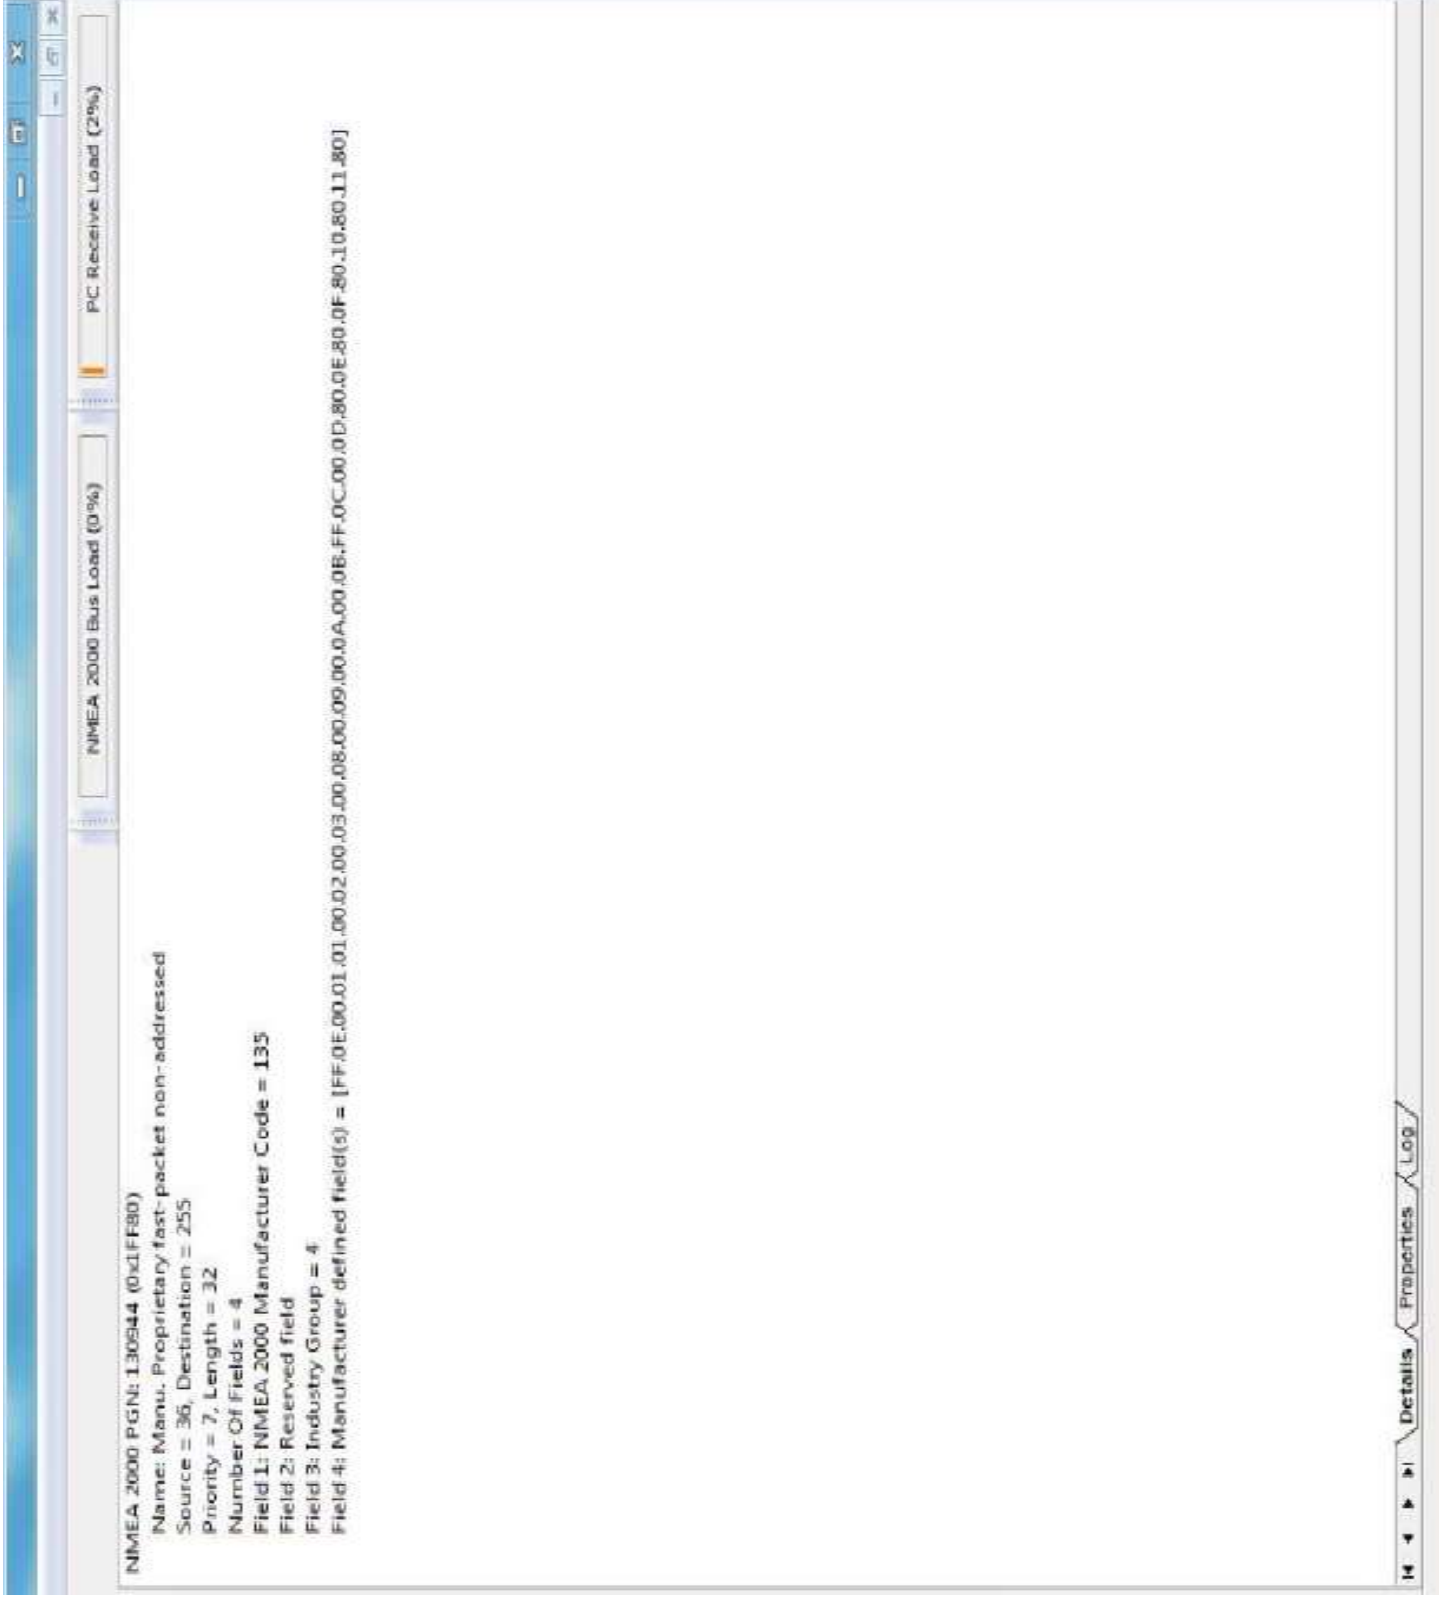 NMEA 2000 Bus Load (0%)
PC Receive Load (2%)
NMEA 2000 PGN: 130944 (0x1FF80)
Name: Manu. Proprietary fast-packet non-addressed
Source = 36, Destination = 255
Priority = 7, Length = 32
Number Of Fields = 4
Field 1: NMEA 2000 Manufacturer Code = 135
Field 2: Reserved field
Field 3: Industry Group = 4
Field 4: Manufacturer defined field(s) = [FF.0E.00.01.01.00.02.00.03.00.08.00.09.00.0A.00.0B.FF.0C.00.0D.80.0E.80.0F.80.10.80.11.80]
Details
Properties
Log